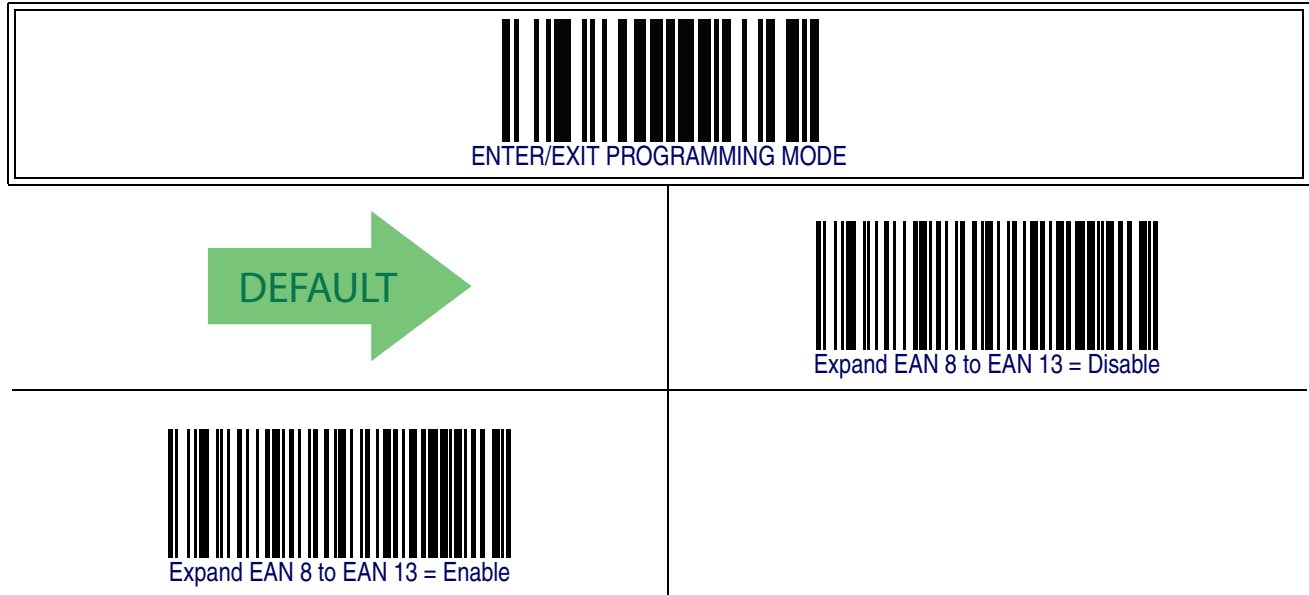 ENTER/EXIT PROGRAMMING MODE
DEFAULT
Expand EAN 8 to EAN 13 = Disable
Expand EAN 8 to EAN 13 = Enable